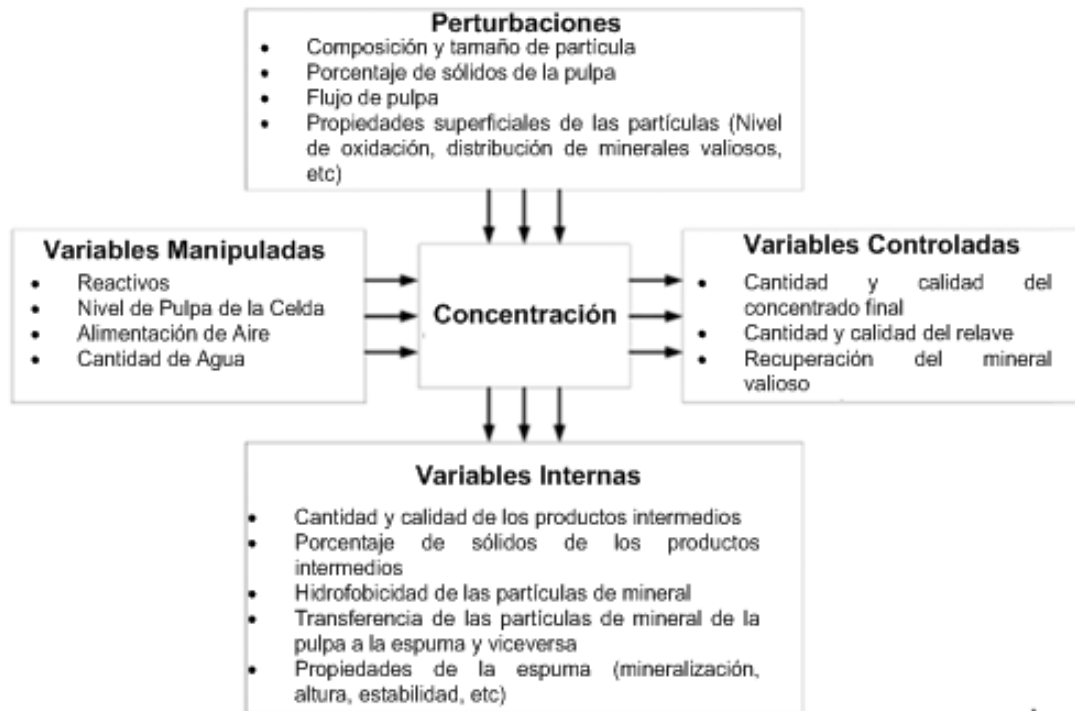 Perturbaciones
• Composición y tamaño de partícula
• Porcentaje de sólidos de la pulpa
• Flujo de pulpa
• Propiedades superficiales de las partículas (Nivel
de oxidación, distribución de minerales valiosos,
etc)
Variables Manipuladas
• Reactivos
• Nivel de Pulpa de la Celda
• Alimentación de Aire
• Cantidad de Agua
Concentración
Variables Controladas
• Cantidad y calidad del
concentrado final
• Cantidad y calidad del relave
• Recuperación del mineral
valioso
Variables Internas
• Cantidad y calidad de los productos intermedios
• Porcentaje de sólidos de los productos
intermedios
• Hidrofobicidad de las partículas de mineral
• Transferencia de las partículas de mineral de la
pulpa a la espuma y viceversa
• Propiedades de la espuma (mineralización,
altura, estabilidad, etc)